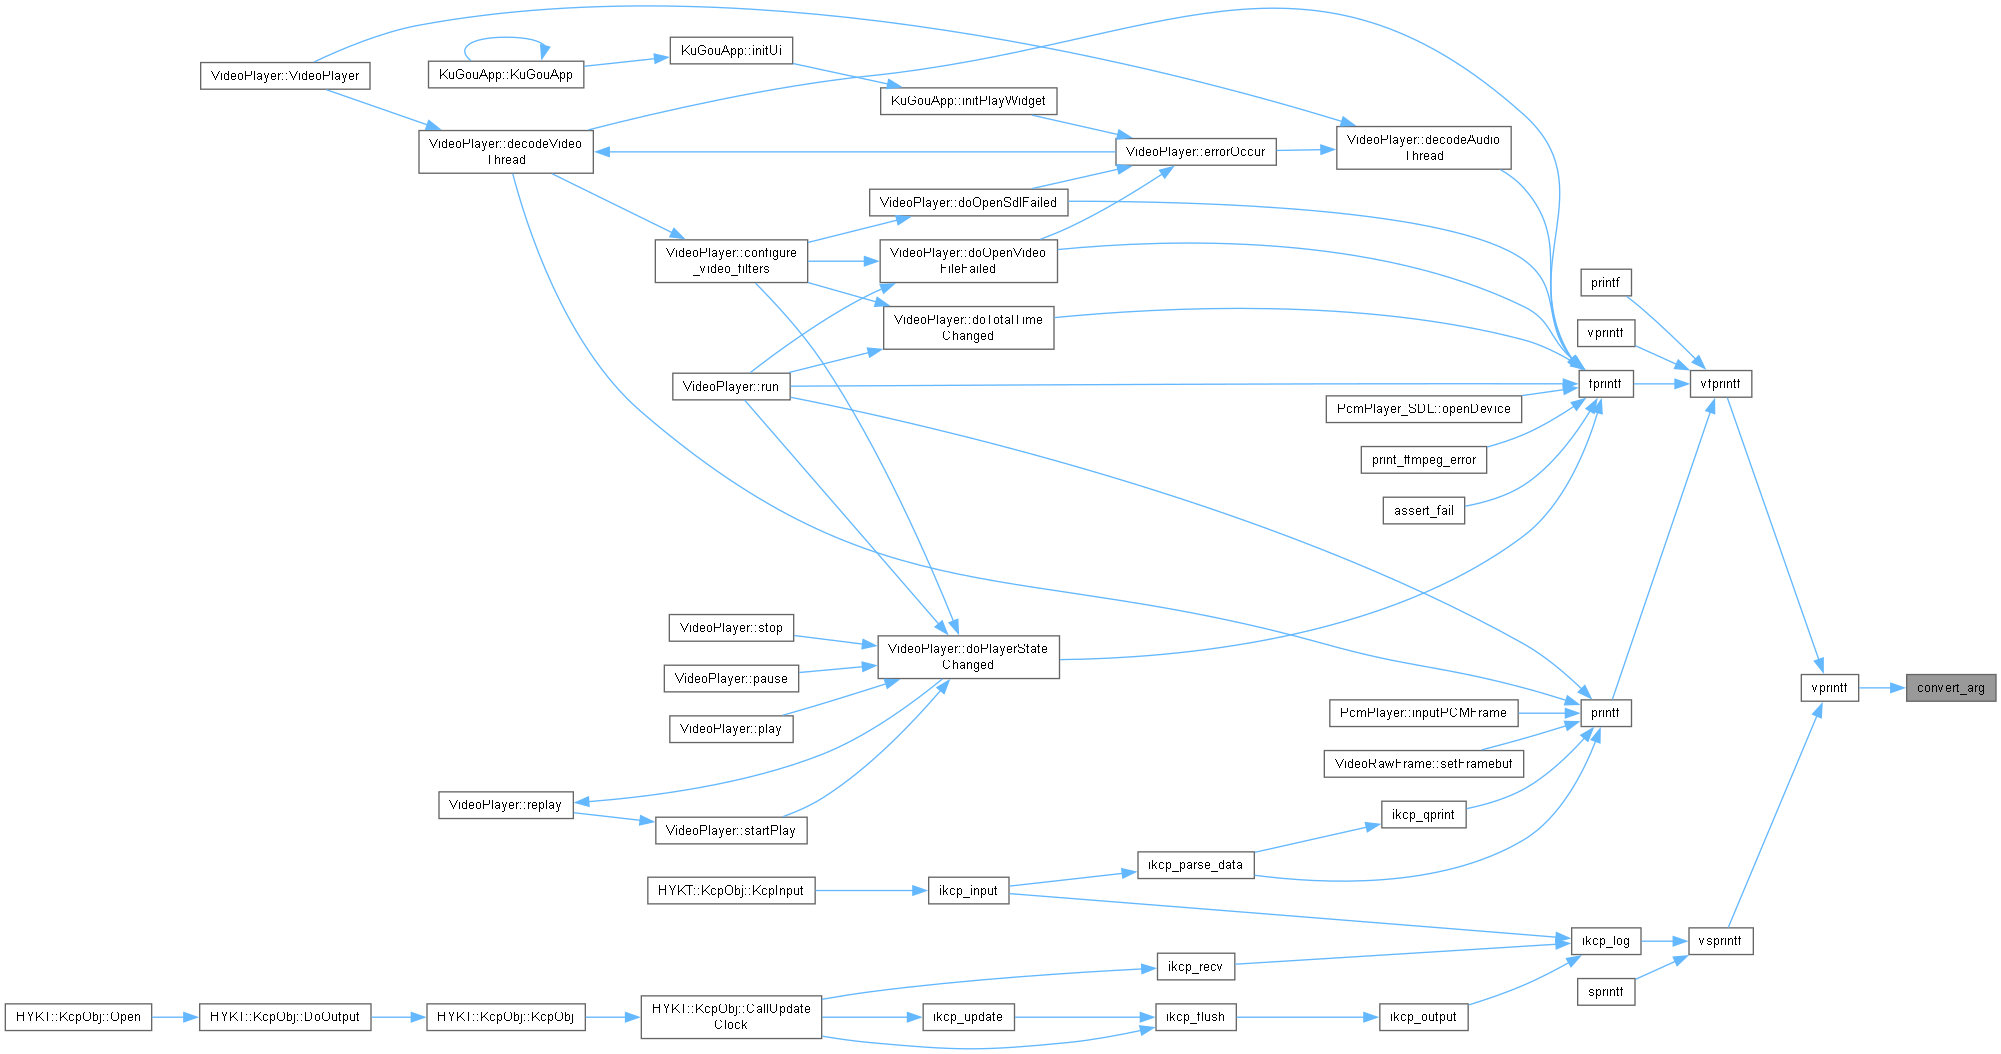 KuGouApp::initUi
VideoPlayer::VideoPlayer
KuGouApp::KuGouApp
KuGouApp::initPlayWidget
VideoPlayer::decodeVideo
Thread
VideoPlayer::errorOccur
VideoPlayer::decodeAudio
Thread
VideoPlayer::doOpenSdlFailed
VideoPlayer::configure
_video_filters
VideoPlayer::doOpenVideo
FileFailed
printf
VideoPlayer::doTotalTime
Changed
vprintf
VideoPlayer::run
fprintf
vfprintf
PcmPlayer_SDL::openDevice
print_ffmpeg_error
assert_fail
VideoPlayer::stop
VideoPlayer::doPlayerState
Changed
VideoPlayer::pause
vprintf
convert_arg
VideoPlayer::play
PcmPlayer::inputPCMFrame
printf
VideoRawFrame::setFramebuf
VideoPlayer::replay
VideoPlayer::startPlay
ikcp_qprint
ikcp_parse_data
HYKT::KcpObj::KcpInput
ikcp_input
ikcp_log
vsprintf
ikcp_recv
sprintf
HYKT::KcpObj::Open
HYKT::KcpObj::DoOutput
HYKT::KcpObj::KcpObj
HYKT::KcpObj::CallUpdate
Clock
ikcp_update
ikcp_flush
ikcp_output